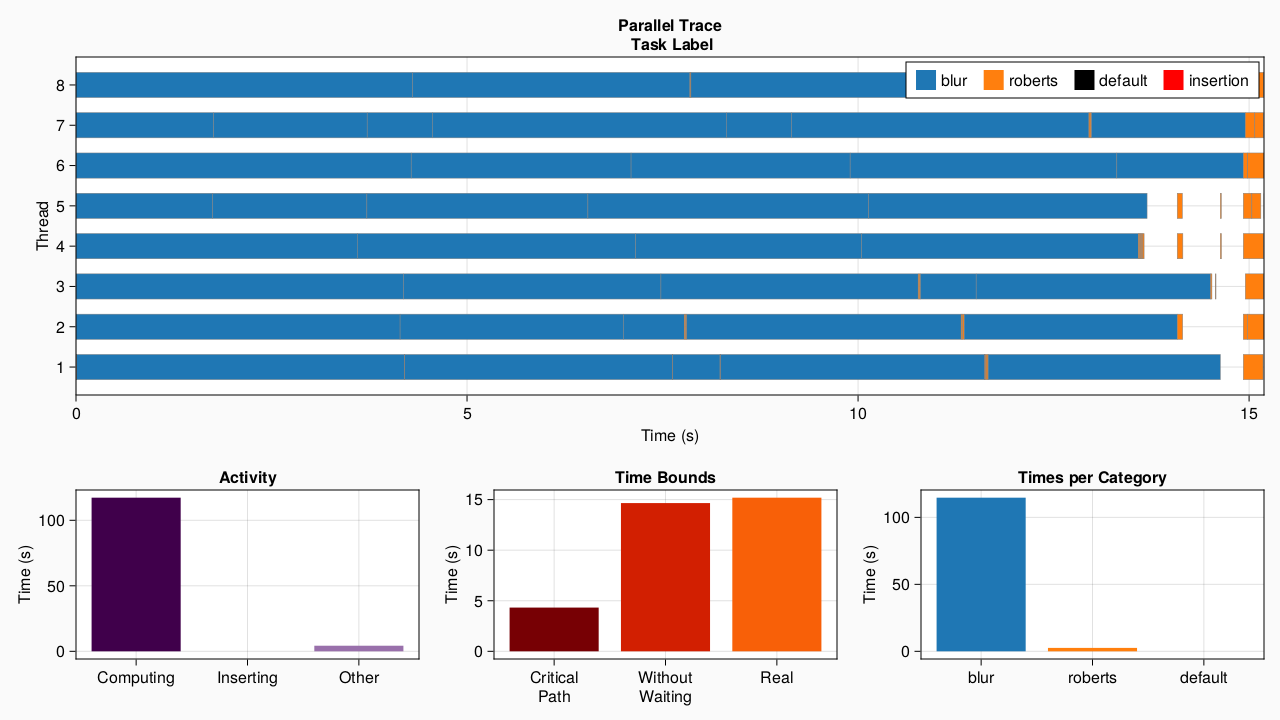 Parallel Trace
Task Label
blur roberts default insertion
8
7
6
5
4
3
2
1
Thread
0 5 10 15
Time (s)
Activity
100
50
0
Time (s)
Computing Inserting Other
Time Bounds
15
10
5
0
Time (s)
Critical Path Without Waiting Real
Times per Category
100
50
0
Time (s)
blur roberts default